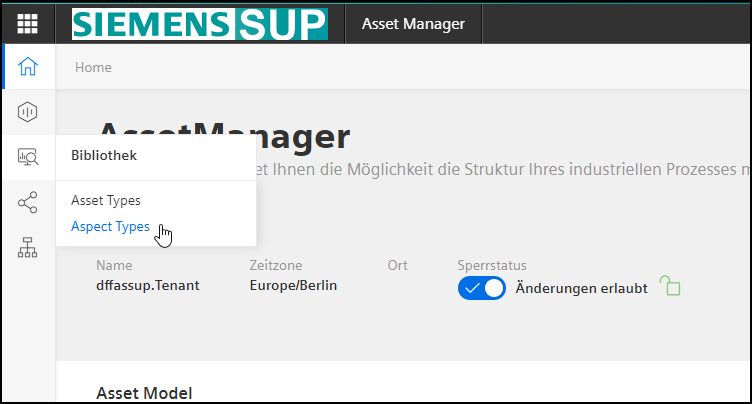 SIEMENS SUP
Asset Manager
Home
AssetManager
Bibliothek
et Ihnen die Möglichkeit die Struktur Ihres industriellen Prozesses m
Asset Types
Aspect Types
Name Zeitzone Ort Sperrstatus
dffassup.Tenant Europe/Berlin Änderungen erlaubt
Asset Model